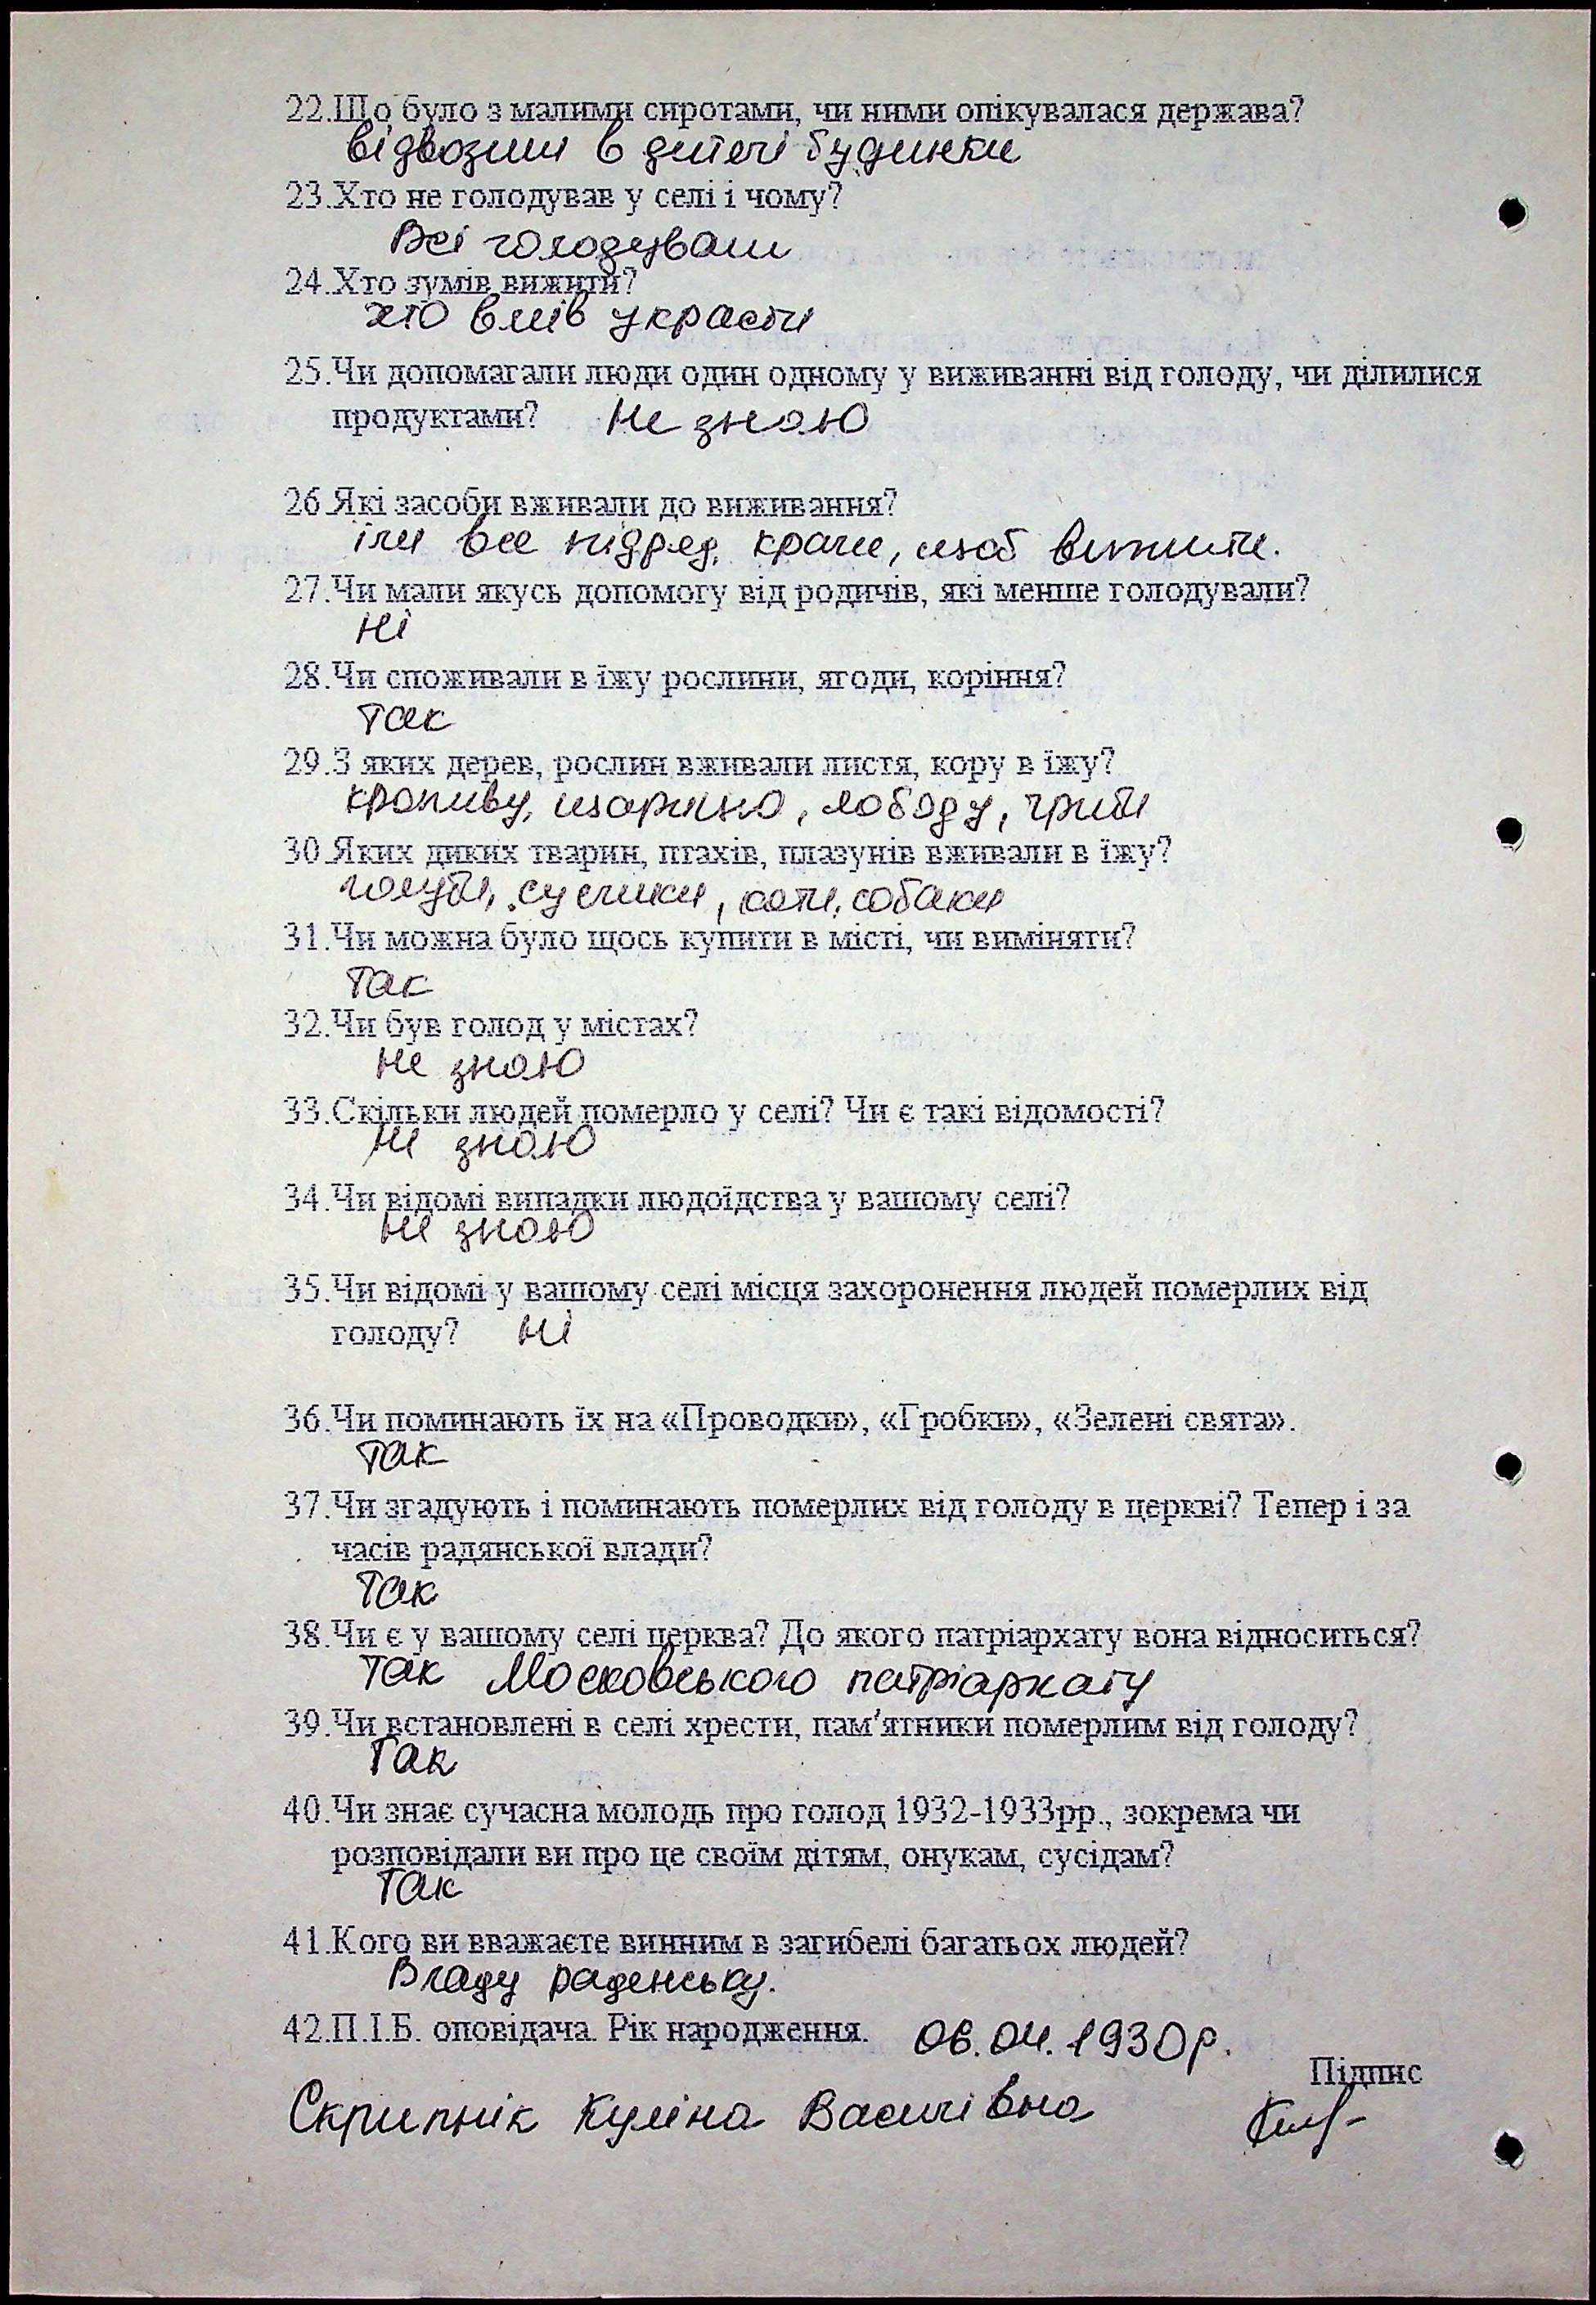 22.Що було з малими сиротами, чи ними опікувалася держава?
відвозили в дитячі будинки
23.Хто не голодував у селі і чому?
Всі голодували
24.Хто зумів вижити?
хто вмів украсти
25.Чи допомагали люди один одному у виживанні від голоду, чи ділилися
продуктами? Не знаю
26.Які засоби вживали до виживання?
їли все підряд, крали, щоб вижити.
27.Чи мали якусь допомогу від родичів, які менше голодували?
Ні
28.Чи споживали в їжу рослини, ягоди, коріння?
Так
29.З яких дерев, рослин вживали листя, кору в їжу?
кропиву, щорицю, лободу, гриби
30.Яких диких тварин, птахів, плазунів вживали в їжу?
голуби, суслики, коти, собаки
31.Чи можна було щось купити в місті, чи виміняти?
Так
32.Чи був голод у містах?
Не знаю
33.Скільки людей померло у селі? Чи є такі відомості?
Не знаю
34.Чи відомі випадки людоїдства у вашому селі?
Не знаю
35.Чи відомі у вашому селі місця захоронення людей померлих від
голоду? Ні
36.Чи поминають їх на «Проводки», «Гробки», «Зелені свята».
Так
37.Чи згадують і поминають померлих від голоду в церкві? Тепер і за
часів радянської влади?
Так
38.Чи є у вашому селі церква? До якого патріархату вона відноситься?
Так Московського патріархату
39.Чи встановлені в селі хрести, пам'ятники померлим від голоду?
Так
40.Чи знає сучасна молодь про голод 1932-1933рр., зокрема чи
розповідали ви про це своїм дітям, онукам, сусідам?
Так
41.Кого ви вважаєте винним в загибелі багатьох людей?
Владу раденську.
42.П.І.Б. оповідача. Рік народження. 06.04.1930р.
Підпис
Скрипнік Куліна Василівна